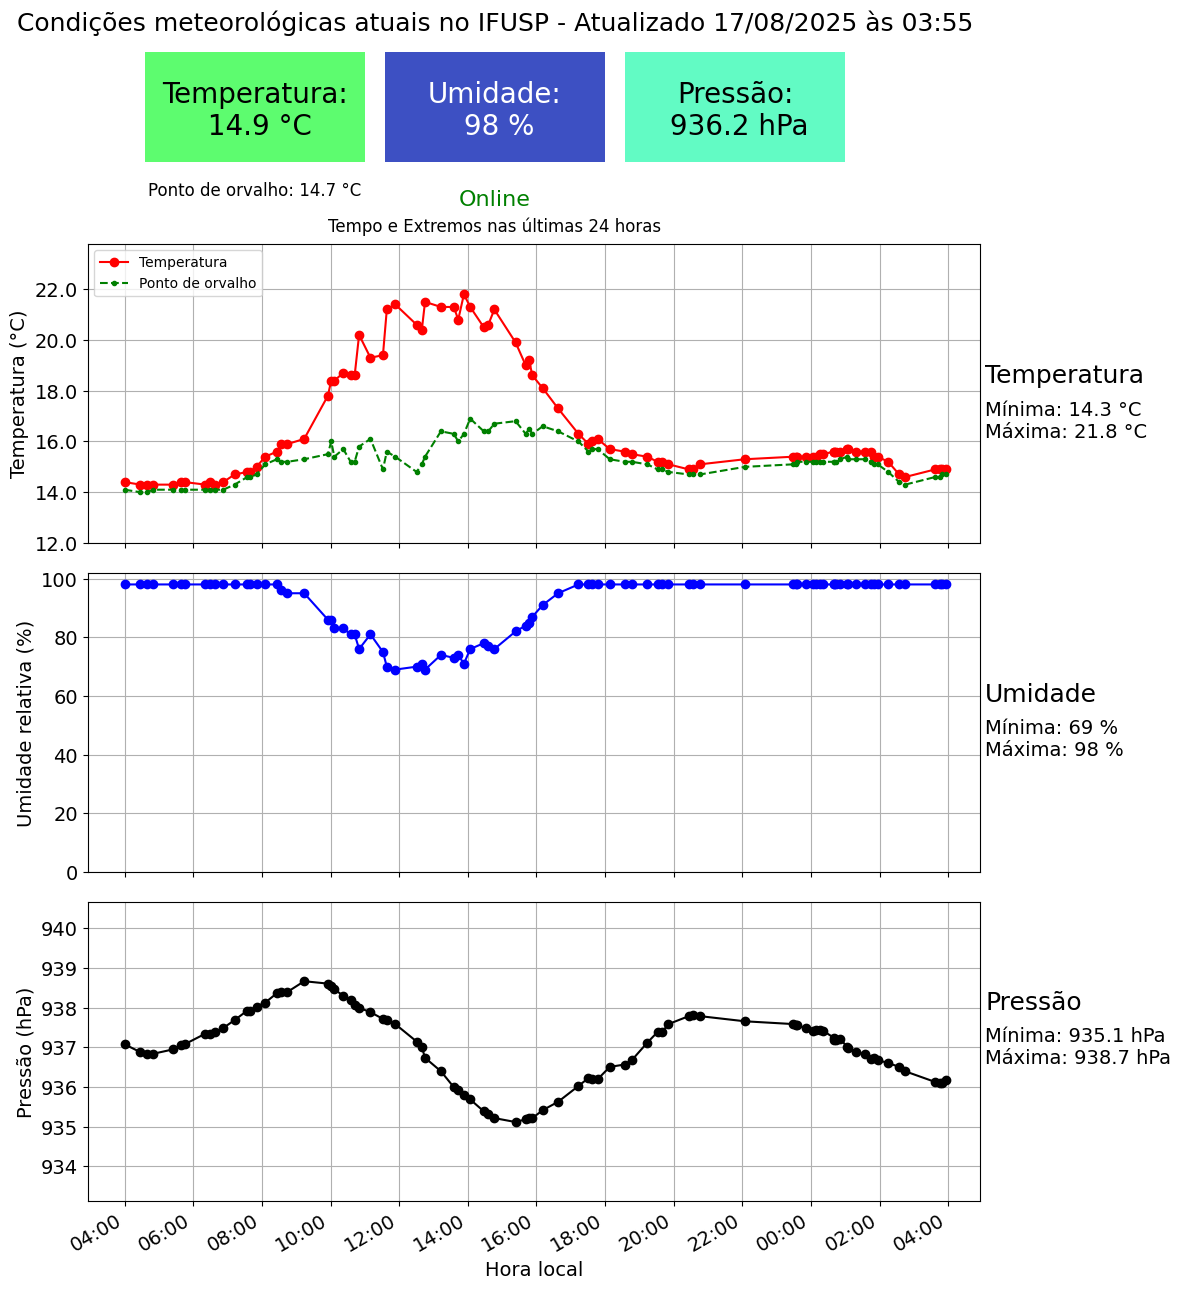 Condições meteorológicas atuais no IFUSP - Atualizado 17/08/2025 às 03:55
Temperatura:
14.9 °C
Umidade:
98 %
Pressão:
936.2 hPa
Ponto de orvalho: 14.7 °C
Online
Tempo e Extremos nas últimas 24 horas
Temperatura
Ponto de orvalho
Temperatura (°C)
22.0
20.0
18.0
16.0
14.0
12.0
Temperatura
Mínima: 14.3 °C
Máxima: 21.8 °C
Umidade relativa (%)
100
80
60
40
20
0
Umidade
Mínima: 69 %
Máxima: 98 %
Pressão (hPa)
940
939
938
937
936
935
934
Pressão
Mínima: 935.1 hPa
Máxima: 938.7 hPa
04:00
06:00
08:00
10:00
12:00
14:00
16:00
18:00
20:00
22:00
00:00
02:00
04:00
Hora local